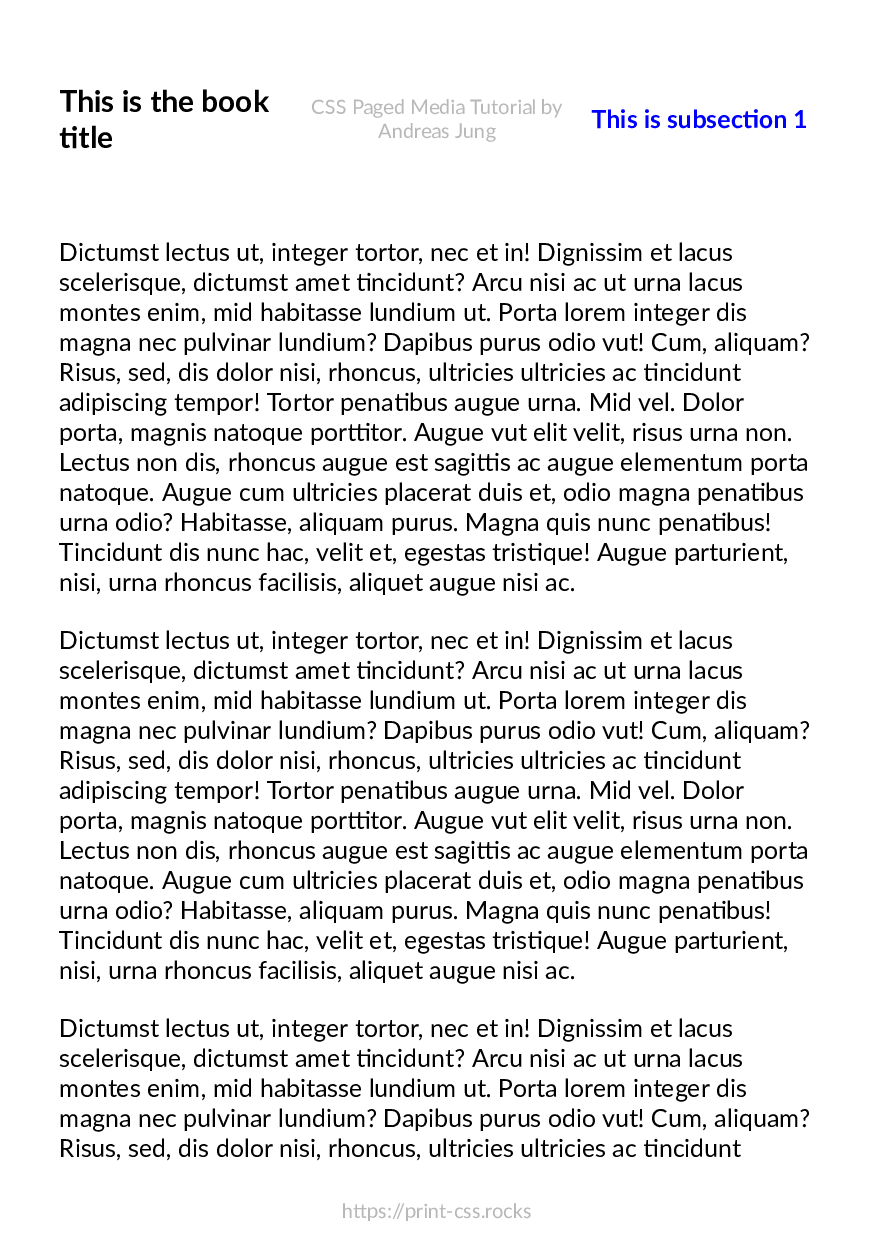 This is the book
title
CSS Paged Media Tutorial by
Andreas Jung
This is subsection 1
Dictumst lectus ut, integer tortor, nec et in! Dignissim et lacus
scelerisque, dictumst amet tincidunt? Arcu nisi ac ut urna lacus
montes enim, mid habitasse lundium ut. Porta lorem integer dis
magna nec pulvinar lundium? Dapibus purus odio vut! Cum, aliquam?
Risus, sed, dis dolor nisi, rhoncus, ultricies ultricies ac tincidunt
adipiscing tempor! Tortor penatibus augue urna. Mid vel. Dolor
porta, magnis natoque porttitor. Augue vut elit velit, risus urna non.
Lectus non dis, rhoncus augue est sagittis ac augue elementum porta
natoque. Augue cum ultricies placerat duis et, odio magna penatibus
urna odio? Habitasse, aliquam purus. Magna quis nunc penatibus!
Tincidunt dis nunc hac, velit et, egestas tristique! Augue parturient,
nisi, urna rhoncus facilisis, aliquet augue nisi ac.
Dictumst lectus ut, integer tortor, nec et in! Dignissim et lacus
scelerisque, dictumst amet tincidunt? Arcu nisi ac ut urna lacus
montes enim, mid habitasse lundium ut. Porta lorem integer dis
magna nec pulvinar lundium? Dapibus purus odio vut! Cum, aliquam?
Risus, sed, dis dolor nisi, rhoncus, ultricies ultricies ac tincidunt
adipiscing tempor! Tortor penatibus augue urna. Mid vel. Dolor
porta, magnis natoque porttitor. Augue vut elit velit, risus urna non.
Lectus non dis, rhoncus augue est sagittis ac augue elementum porta
natoque. Augue cum ultricies placerat duis et, odio magna penatibus
urna odio? Habitasse, aliquam purus. Magna quis nunc penatibus!
Tincidunt dis nunc hac, velit et, egestas tristique! Augue parturient,
nisi, urna rhoncus facilisis, aliquet augue nisi ac.
Dictumst lectus ut, integer tortor, nec et in! Dignissim et lacus
scelerisque, dictumst amet tincidunt? Arcu nisi ac ut urna lacus
montes enim, mid habitasse lundium ut. Porta lorem integer dis
magna nec pulvinar lundium? Dapibus purus odio vut! Cum, aliquam?
Risus, sed, dis dolor nisi, rhoncus, ultricies ultricies ac tincidunt
https://print-css.rocks